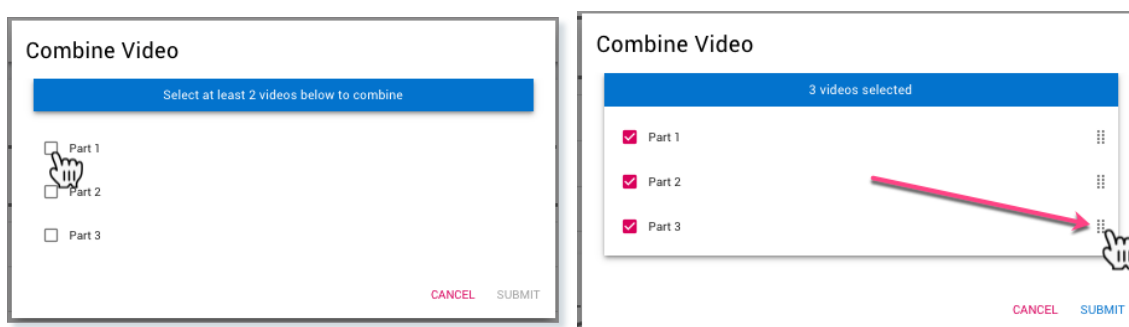 Combine Video
Select at least 2 videos below to combine
Part 1
Part 2
Part 3
CANCEL SUBMIT
Combine Video
3 videos selected
Part 1
Part 2
Part 3
CANCEL SUBMIT